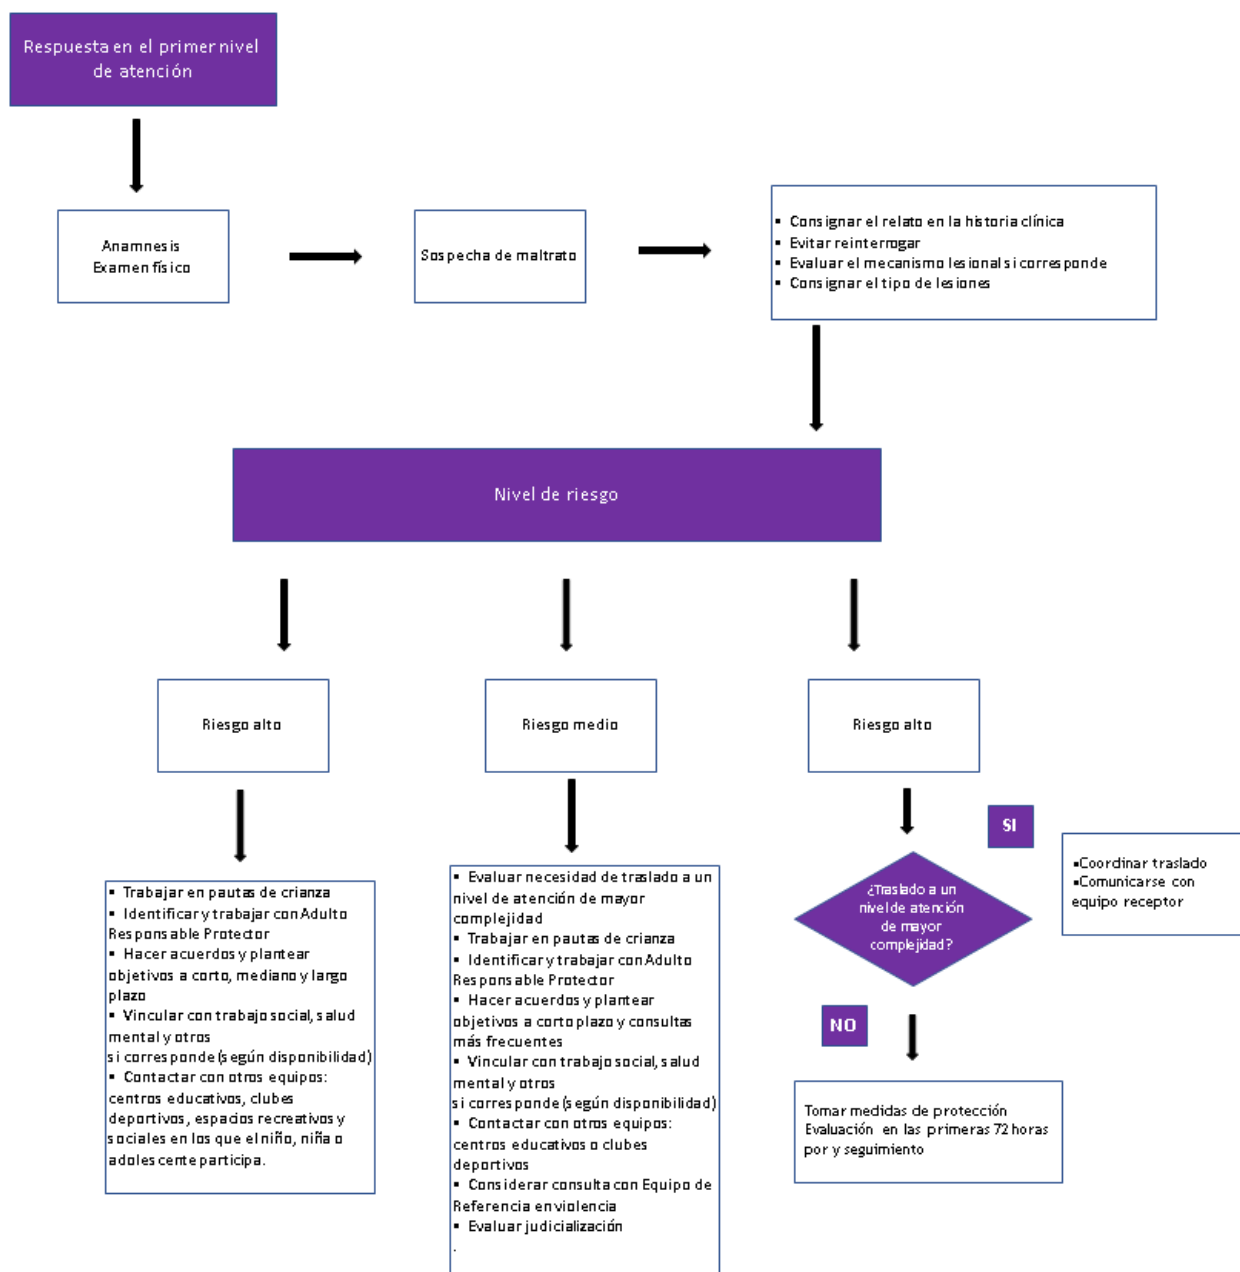 Respuesta en el primer nivel
de atención
Anamnesis
Examen físico
Sospecha de maltrato
▪ Consignar el relato en la historia clínica
▪ Evitar reinterrogar
▪ Evaluar el mecanismo lesional si corresponde
▪ Consignar el tipo de lesiones
Nivel de riesgo
Riesgo alto
Riesgo medio
Riesgo alto
▪ Trabajar en pautas de crianza
▪ Identificar y trabajar con Adulto
Responsable Protector
▪ Hacer acuerdos y plantear
objetivos a corto, mediano y largo
plazo
▪ Vincular con trabajo social, salud
mental y otros
si corresponde (según disponibilidad)
▪ Contactar con otros equipos:
centros educativos, clubes
deportivos, espacios recreativos y
sociales en los que el niño, niña o
adolescente participa.
▪ Evaluar necesidad de traslado a un
nivel de atención de mayor
complejidad
▪ Trabajar en pautas de crianza
▪ Identificar y trabajar con Adulto
Responsable Protector
▪ Hacer acuerdos y plantear
objetivos a corto plazo y consultas
más frecuentes
▪ Vincular con trabajo social, salud
mental y otros
si corresponde (según disponibilidad)
▪ Contactar con otros equipos:
centros educativos o clubes
deportivos
▪ Considerar consulta con Equipo de
Referencia en violencia
▪ Evaluar judicialización
.
¿Traslado a un
nivel de atención
de mayor
complejidad?
SI
▪Coordinar traslado
▪Comunicarse con
equipo receptor
NO
Tomar medidas de protección
Evaluación en las primeras 72 horas
por y seguimiento